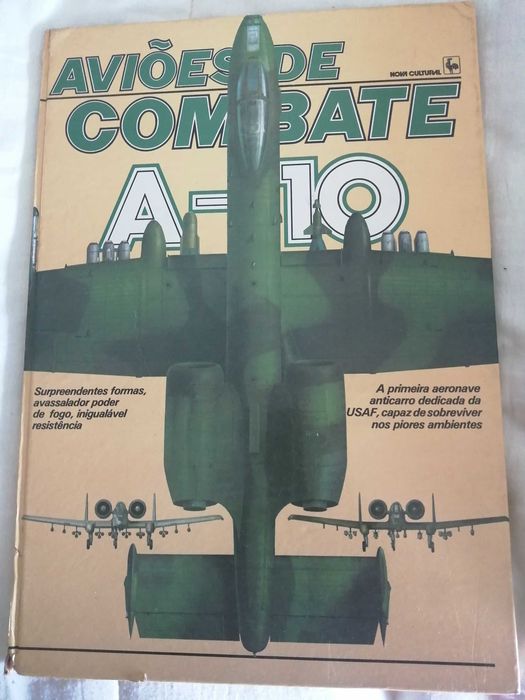 AVIÕES DE
NOVA CULTURAL
COMBATE
A-10
Surpreendentes formas,
avassalador poder
de fogo, inigualável
resistência
A primeira aeronave
anticarro dedicada da
USAF, capaz de sobreviver
nos piores ambientes